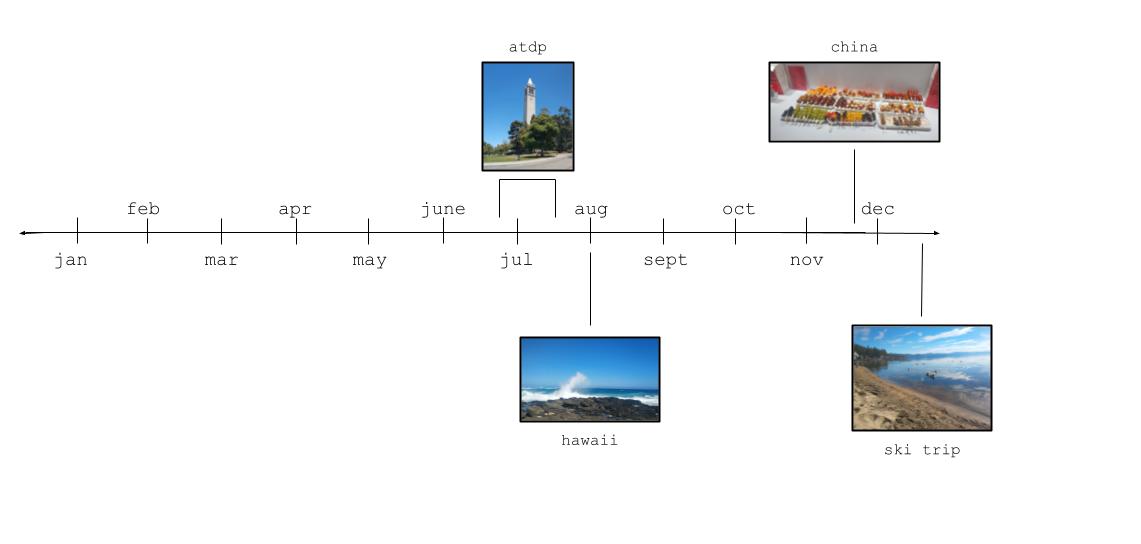 atdp
china
feb
apr
june
aug
oct
dec
jan
mar
may
jul
sept
nov
hawaii
ski trip